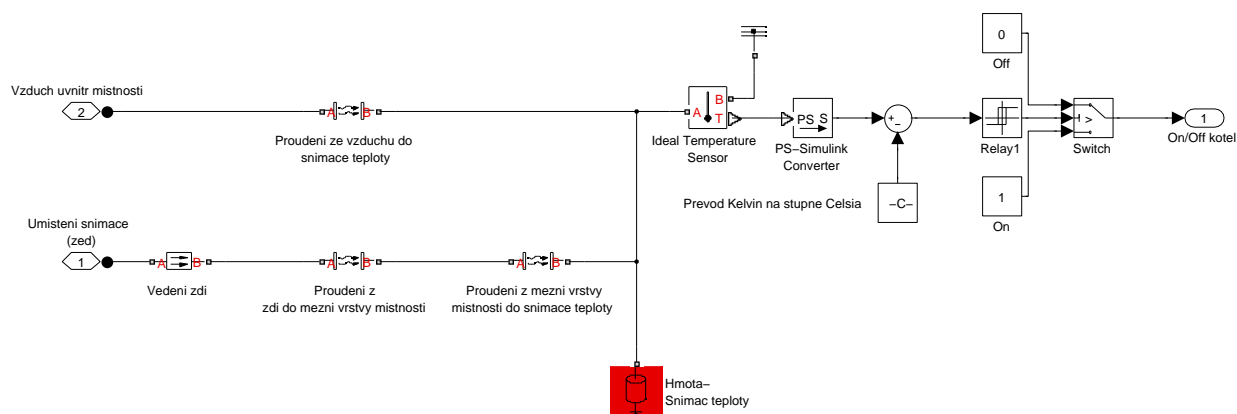 0
Off
Vzduch uvnitr mistnosti
2
A
B
Proudeni ze vzduchu do
snimace teploty
A
B
T
Ideal Temperature
Sensor
PS
S
PS–Simulink
Converter
+
–
Relay1
>
Switch
1
On/Off kotel
Prevod Kelvin na stupne Celsia
–C–
1
On
Umisteni snimace
(zed)
1
A
B
Vedeni zdi
A
B
Proudeni z
zdi do mezni vrstvy mistnosti
A
B
Proudeni z mezni vrstvy
mistnosti do snimace teploty
Hmota–
Snimac teploty